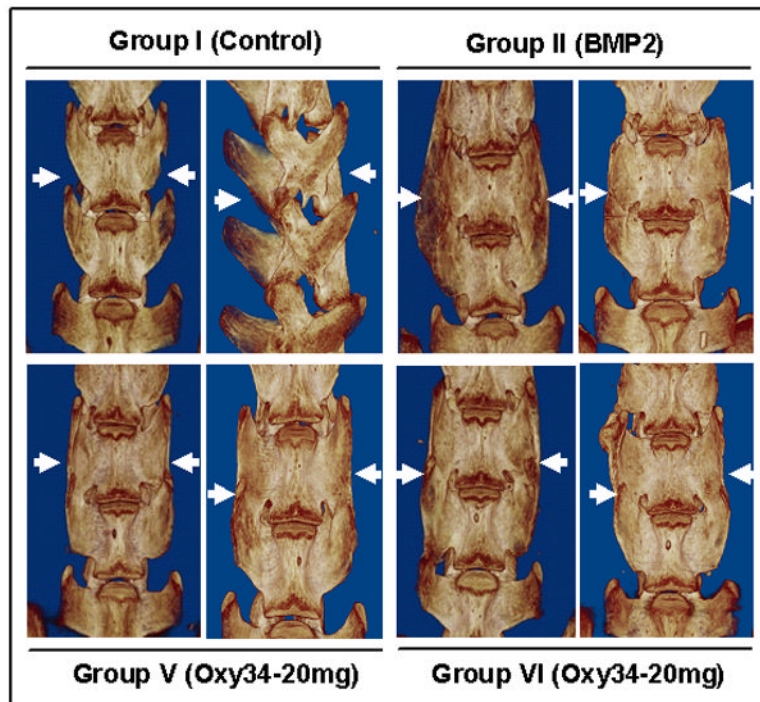 Group I (Control)
Group II (BMP2)
Group V (Oxy34-20mg)
Group VI (Oxy34-20mg)